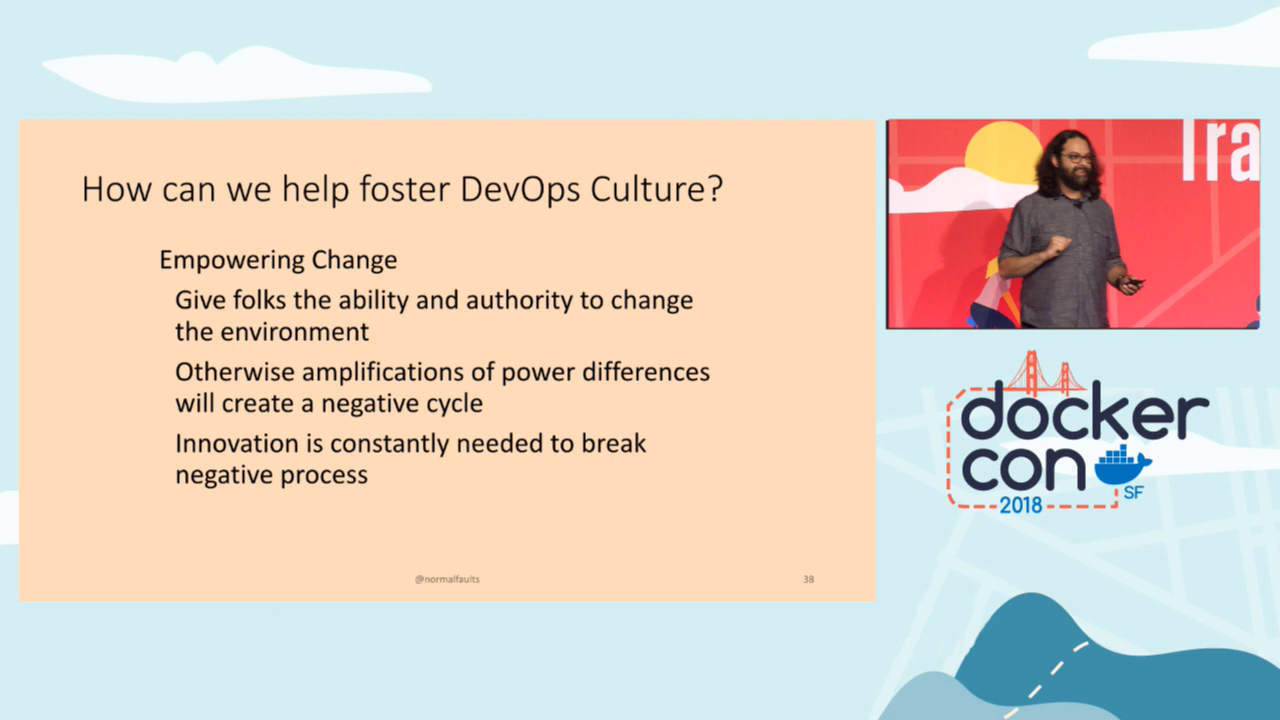 How can we help foster DevOps Culture?
Empowering Change
Give folks the ability and authority to change
the environment
Otherwise amplifications of power differences
will create a negative cycle
Innovation is constantly needed to break
negative process
@normalfaults
38
Tra
docker
con
2018
SF